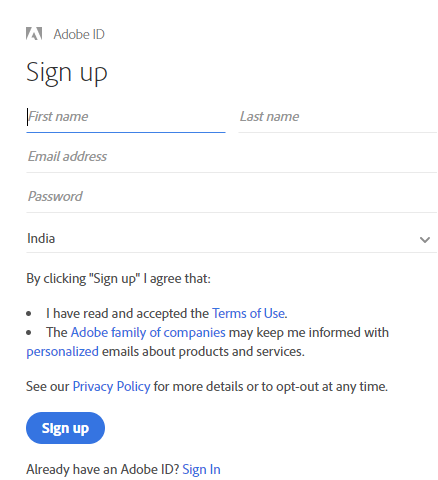 Adobe ID
Sign up
First name Last name
Email address
Password
India
By clicking "Sign up" I agree that:
• I have read and accepted the Terms of Use.
• The Adobe family of companies may keep me informed with
personalized emails about products and services.
See our Privacy Policy for more details or to opt-out at any time.
Sign up
Already have an Adobe ID? Sign In